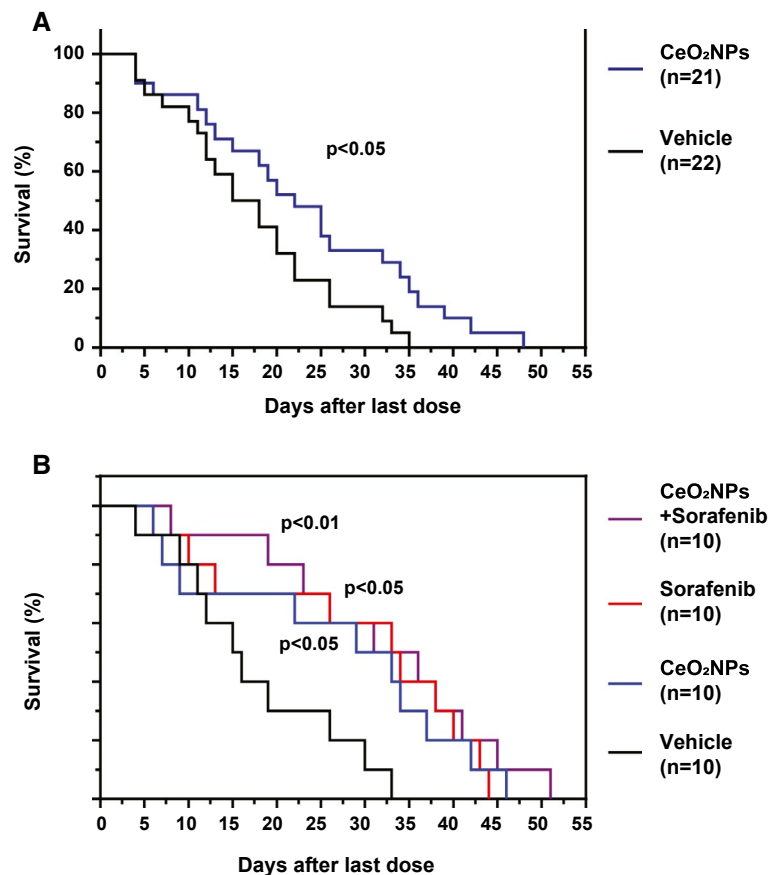 A
100
80
60
40
20
0
Survival (%)
p<0.05
0 5 10 15 20 25 30 35 40 45 50 55
Days after last dose
CeO₂NPs
(n=21)
Vehicle
(n=22)
B
Survival (%)
p<0.01
p<0.05
p<0.05
0 5 10 15 20 25 30 35 40 45 50 55
Days after last dose
CeO₂NPs
+Sorafenib
(n=10)
Sorafenib
(n=10)
CeO₂NPs
(n=10)
Vehicle
(n=10)